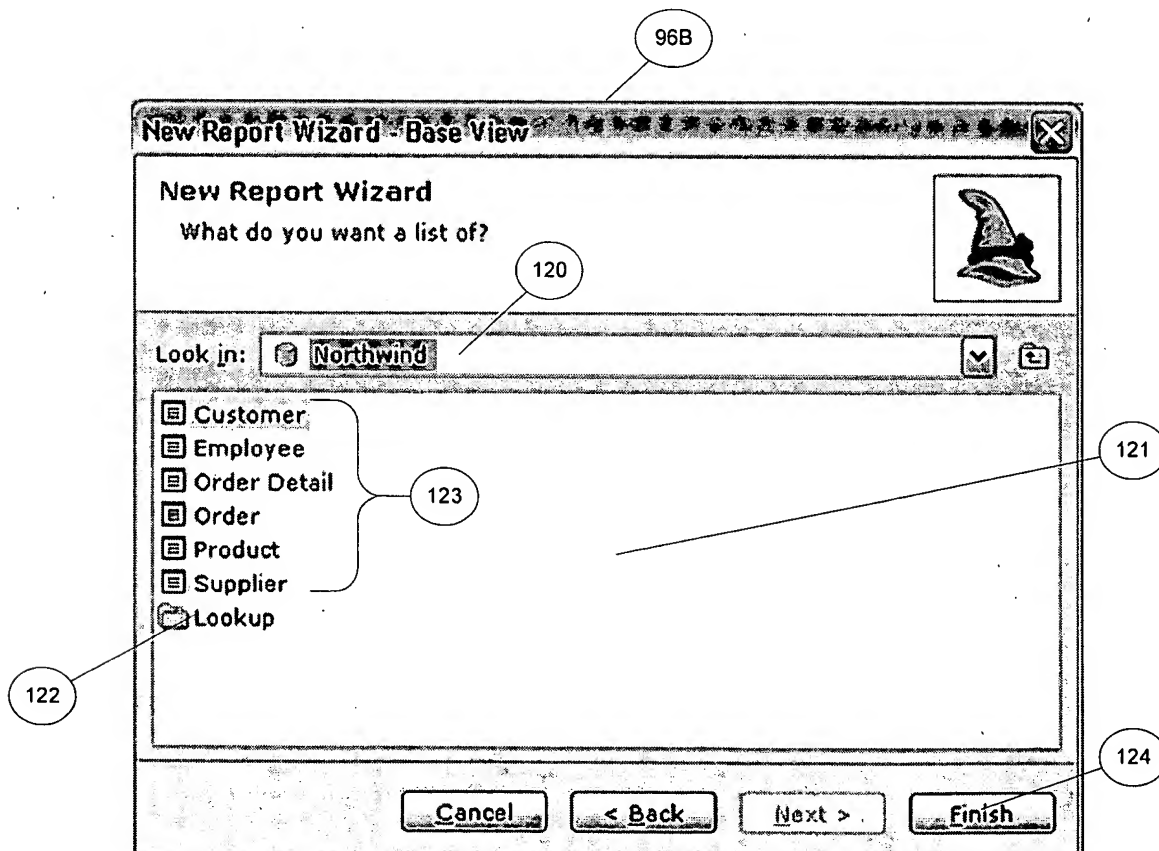 96B
New Report Wizard - Base View
New Report Wizard
What do you want a list of?
120
Look in: Northwind
Customer
Employee
Order Detail
Order
Product
Supplier
Lookup
123
121
122
124
Cancel < Back Next > Finish